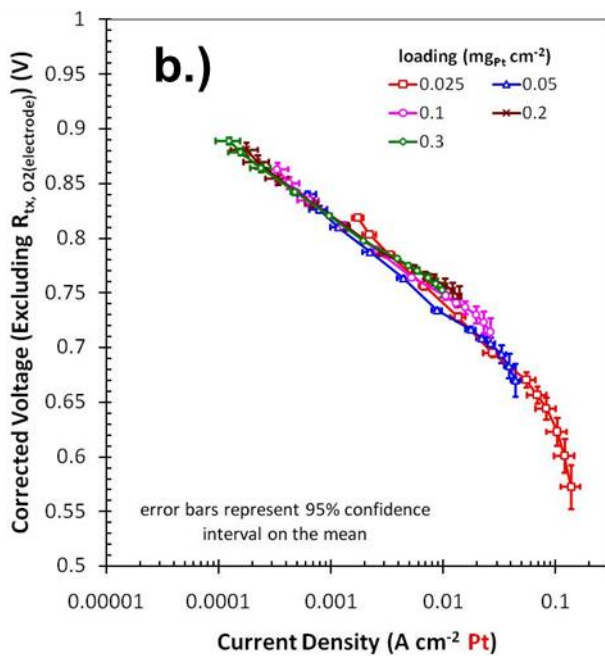 b.)
loading (mgPt cm-2)
0.025 0.05
0.1 0.2
0.3
Corrected Voltage (Excluding Rtx, O2(electrode)) (V)
1
0.95
0.9
0.85
0.8
0.75
0.7
0.65
0.6
0.55
0.5
error bars represent 95% confidence
interval on the mean
0.00001 0.0001 0.001 0.01 0.1
Current Density (A cm-2 Pt)